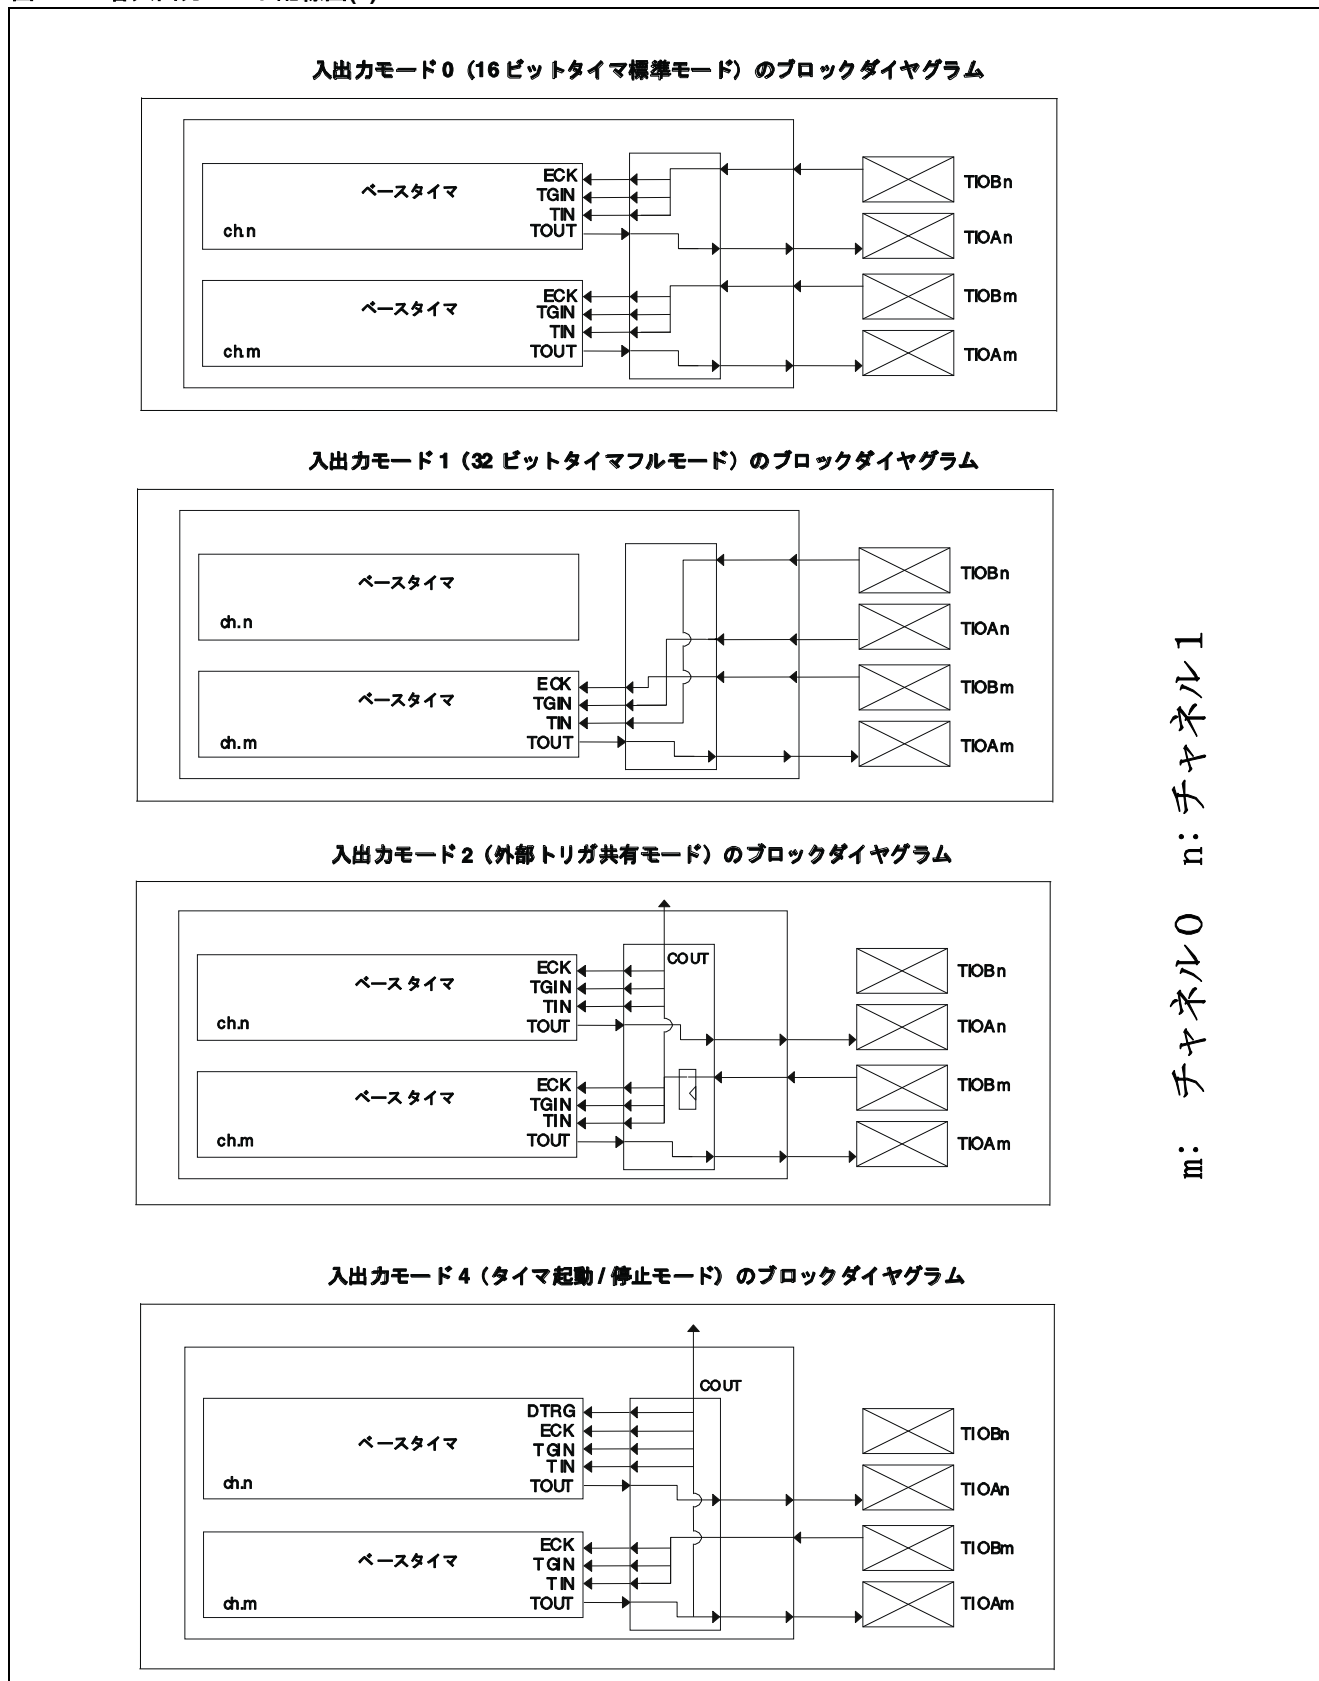 入出力モード 0（16 ビットタイマ標準モード）のブロックダイヤグラム
ベースタイマ
ch.n
ECK
TGIN
TIN
TOUT
TIOBn
TIOAn
ベースタイマ
ch.m
ECK
TGIN
TIN
TOUT
TIOBm
TIOAm
入出力モード 1（32 ビットタイマフルモード）のブロックダイヤグラム
ベースタイマ
ch.n
TIOBn
TIOAn
ベースタイマ
ch.m
ECK
TGIN
TIN
TOUT
TIOBm
TIOAm
入出力モード 2（外部トリガ共有モード）のブロックダイヤグラム
COUT
ベースタイマ
ch.n
ECK
TGIN
TIN
TOUT
TIOBn
TIOAn
ベースタイマ
ch.m
ECK
TGIN
TIN
TOUT
TIOBm
TIOAm
入出力モード 4（タイマ起動 / 停止モード）のブロックダイヤグラム
COUT
ベースタイマ
ch.n
DTRG
ECK
TGIN
TIN
TOUT
TIOBn
TIOAn
ベースタイマ
ch.m
ECK
TGIN
TIN
TOUT
TIOBm
TIOAm
m: チャネル0 n:チャネル1